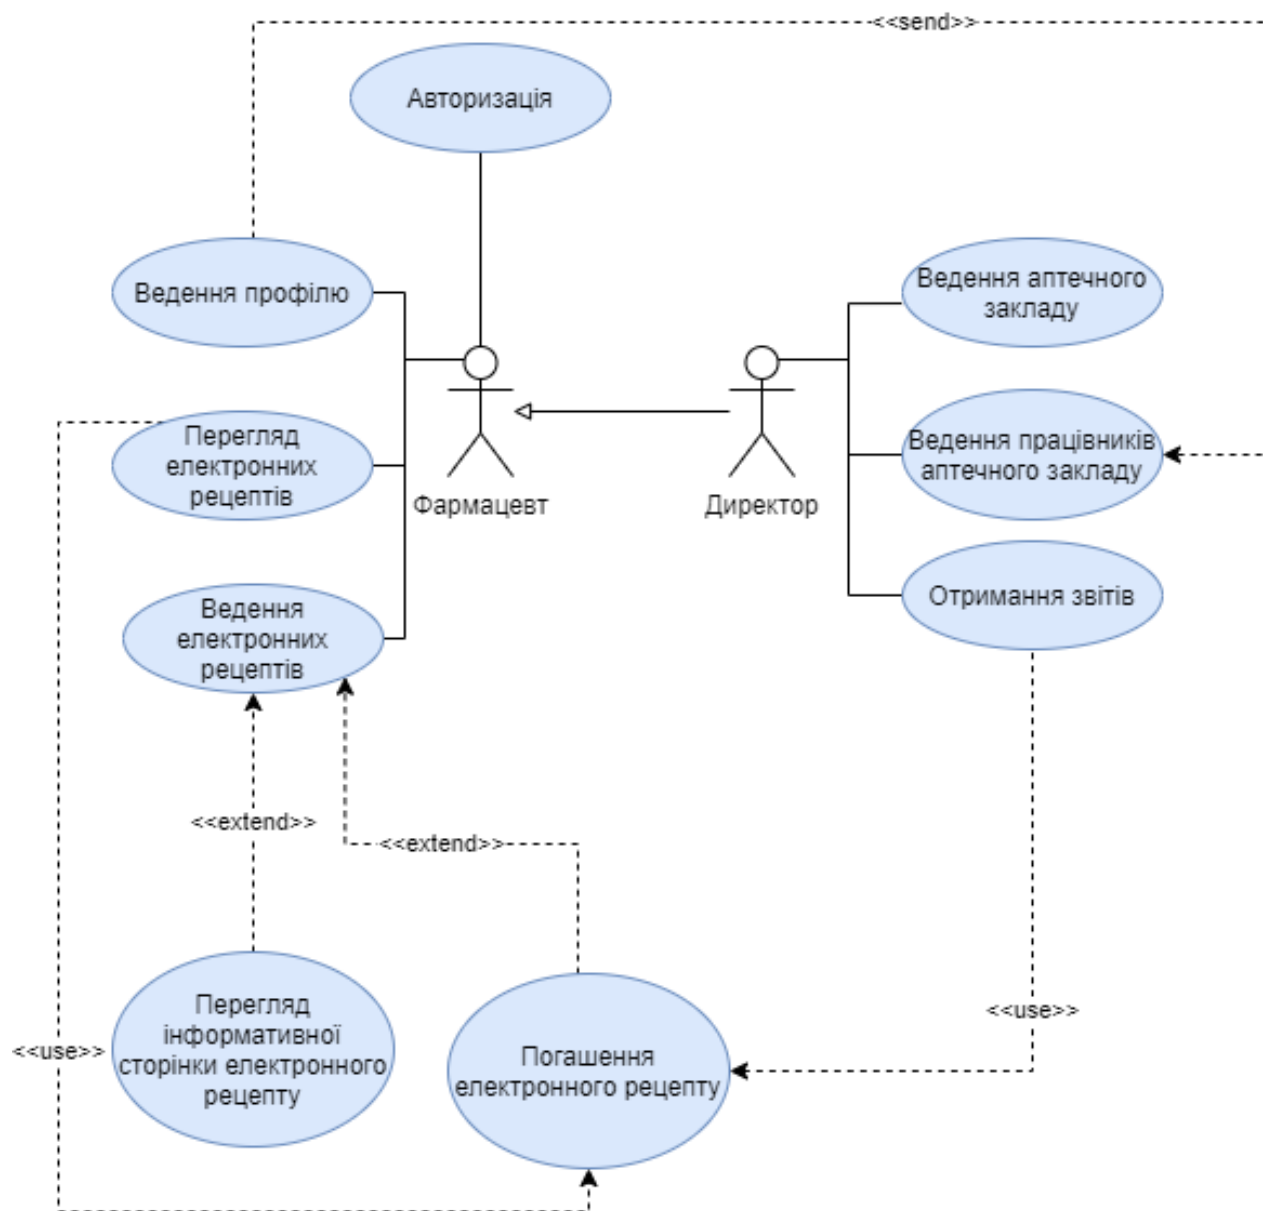 <<send>>
Авторизація
Ведення профілю
Ведення аптечного
закладу
Перегляд
електронних
рецептів
Ведення працівників
аптечного закладу
Фармацевт
Директор
Ведення
електронних
рецептів
Отримання звітів
<<extend>>
<<extend>>
<<use>>
Перегляд
інформативної
сторінки електронного
рецепту
<<use>>
Погашення
електронного рецепту